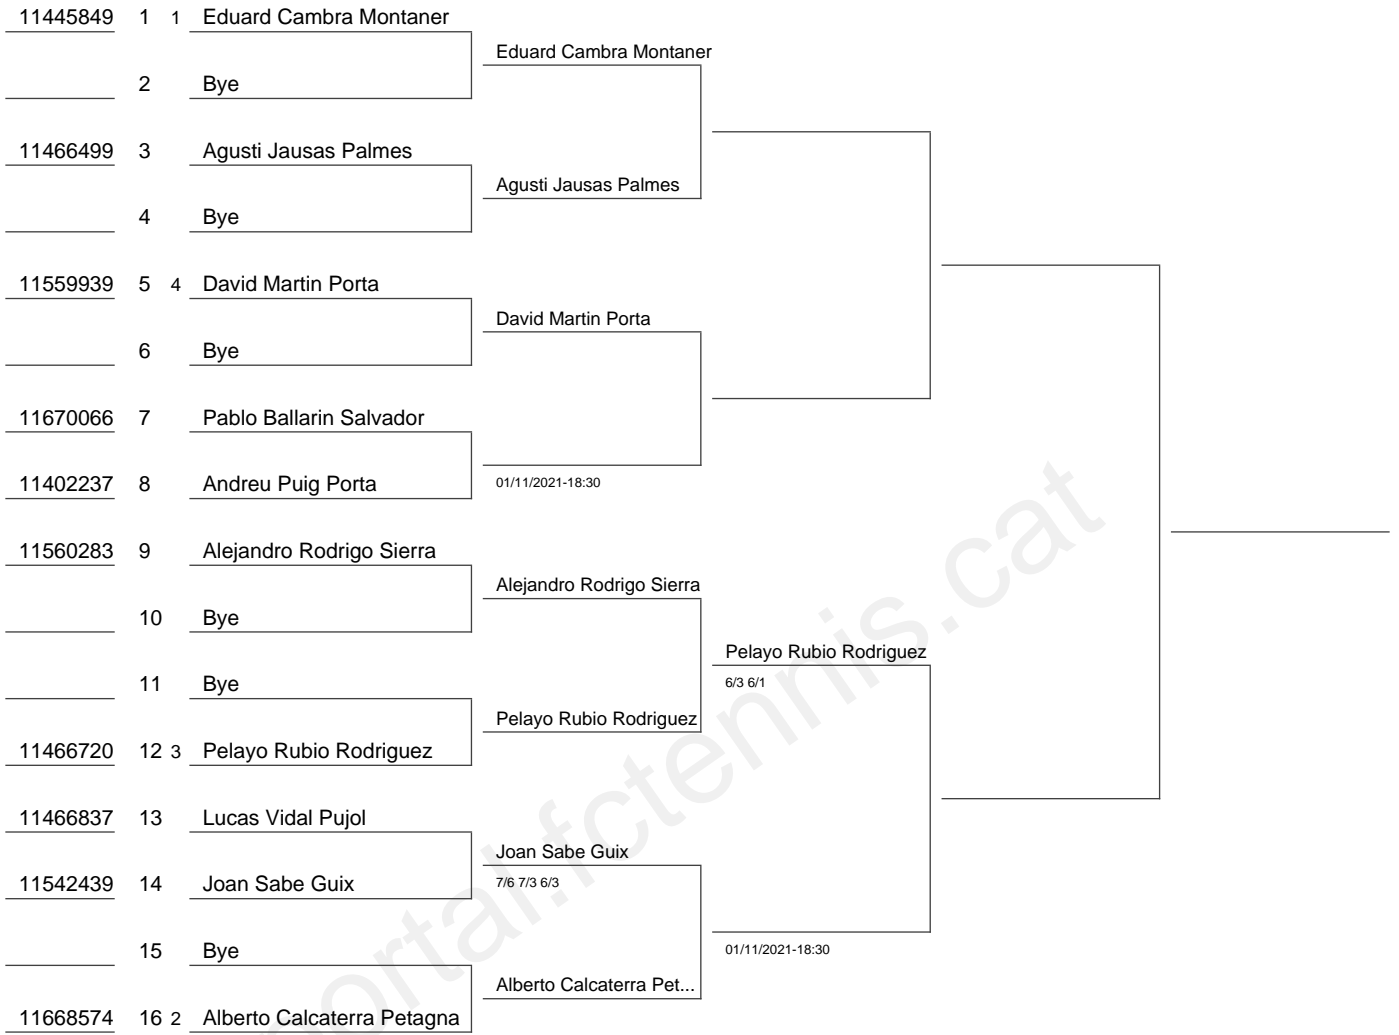 11445849 1 1 Eduard Cambra Montaner
Eduard Cambra Montaner
2 Bye
11466499 3 Agusti Jausas Palmes
Agusti Jausas Palmes
4 Bye
11559939 5 4 David Martin Porta
David Martin Porta
6 Bye
11670066 7 Pablo Ballarin Salvador
11402237 8 Andreu Puig Porta
01/11/2021-18:30
11560283 9 Alejandro Rodrigo Sierra
Alejandro Rodrigo Sierra
10 Bye
Pelayo Rubio Rodriguez
6/3 6/1
11 Bye
Pelayo Rubio Rodriguez
11466720 12 3 Pelayo Rubio Rodriguez
11466837 13 Lucas Vidal Pujol
Joan Sabe Guix
7/6 7/3 6/3
11542439 14 Joan Sabe Guix
15 Bye
01/11/2021-18:30
Alberto Calcaterra Pet...
11668574 16 2 Alberto Calcaterra Petagna
portal.fctennis.cat